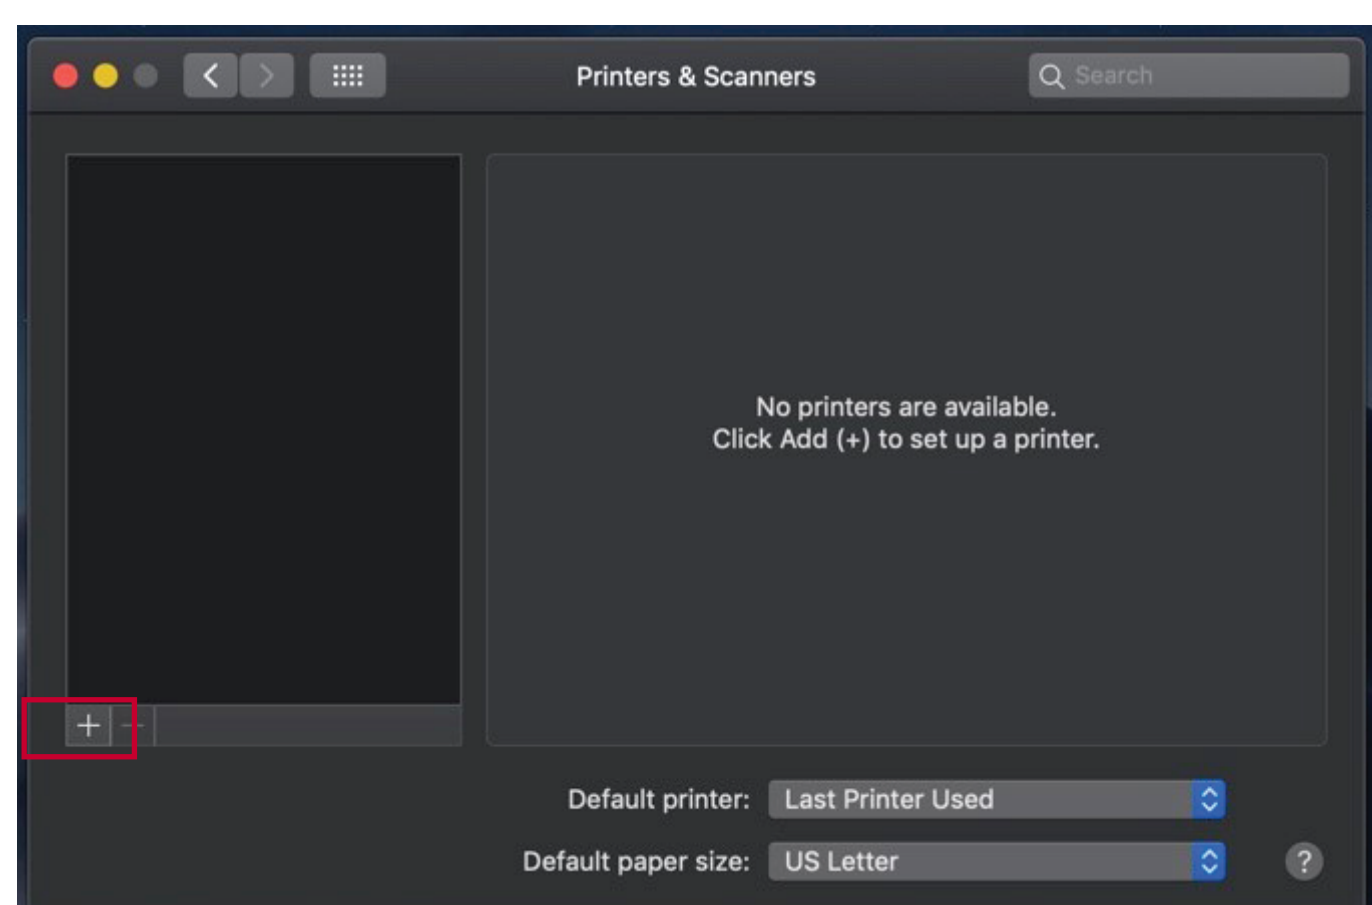 Printers & Scanners
Search
No printers are available.
Click Add (+) to set up a printer.
Default printer: Last Printer Used
Default paper size: US Letter
?